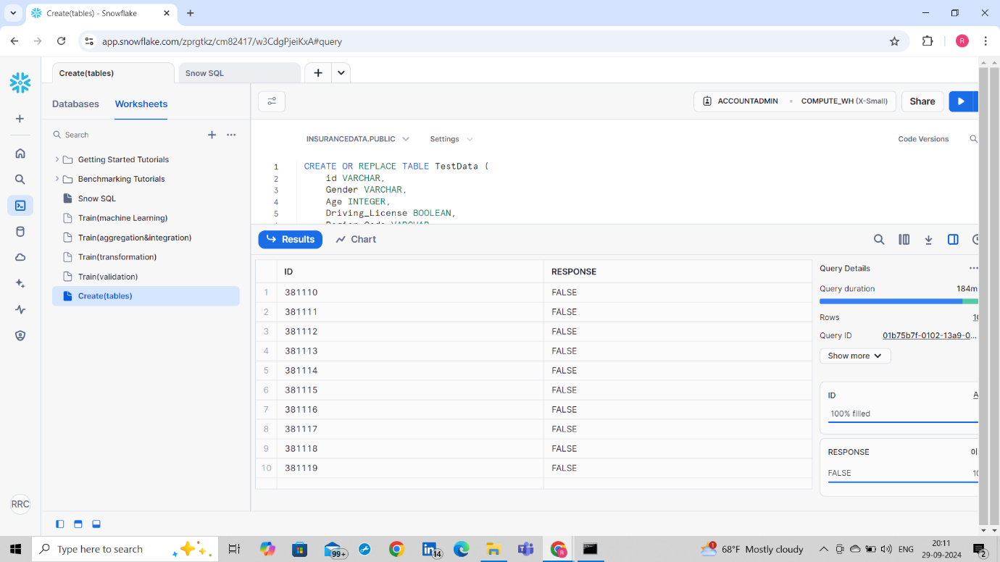 Create(tables) - Snowflake
app.snowflake.com/zprgtkz/cm82417/w3CdgPjeiKxA#query
R
Create(tables)
Snow SQL
Databases
Worksheets
ACCOUNTADMIN
COMPUTE_WH (X-Small)
Share
Search
INSURANCEDATA.PUBLIC
Settings
Code Versions
Getting Started Tutorials
Benchmarking Tutorials
Snow SQL
Train(machine Learning)
Train(aggregation&integration)
Train(transformation)
Train(validation)
Create(tables)
1 CREATE OR REPLACE TABLE TestData (
2 id VARCHAR,
3 Gender VARCHAR,
4 Age INTEGER,
5 Driving_License BOOLEAN,
Results
Chart
ID RESPONSE
1 381110 FALSE
2 381111 FALSE
3 381112 FALSE
4 381113 FALSE
5 381114 FALSE
6 381115 FALSE
7 381116 FALSE
8 381117 FALSE
9 381118 FALSE
10 381119 FALSE
Query Details
Query duration 184m
Rows
Query ID 01b75b7f-0102-13a9-0...
Show more
ID
100% filled
RESPONSE
FALSE
RRC
Type here to search
99+
14
R
1
68°F Mostly cloudy
ENG
20:11
29-09-2024
2